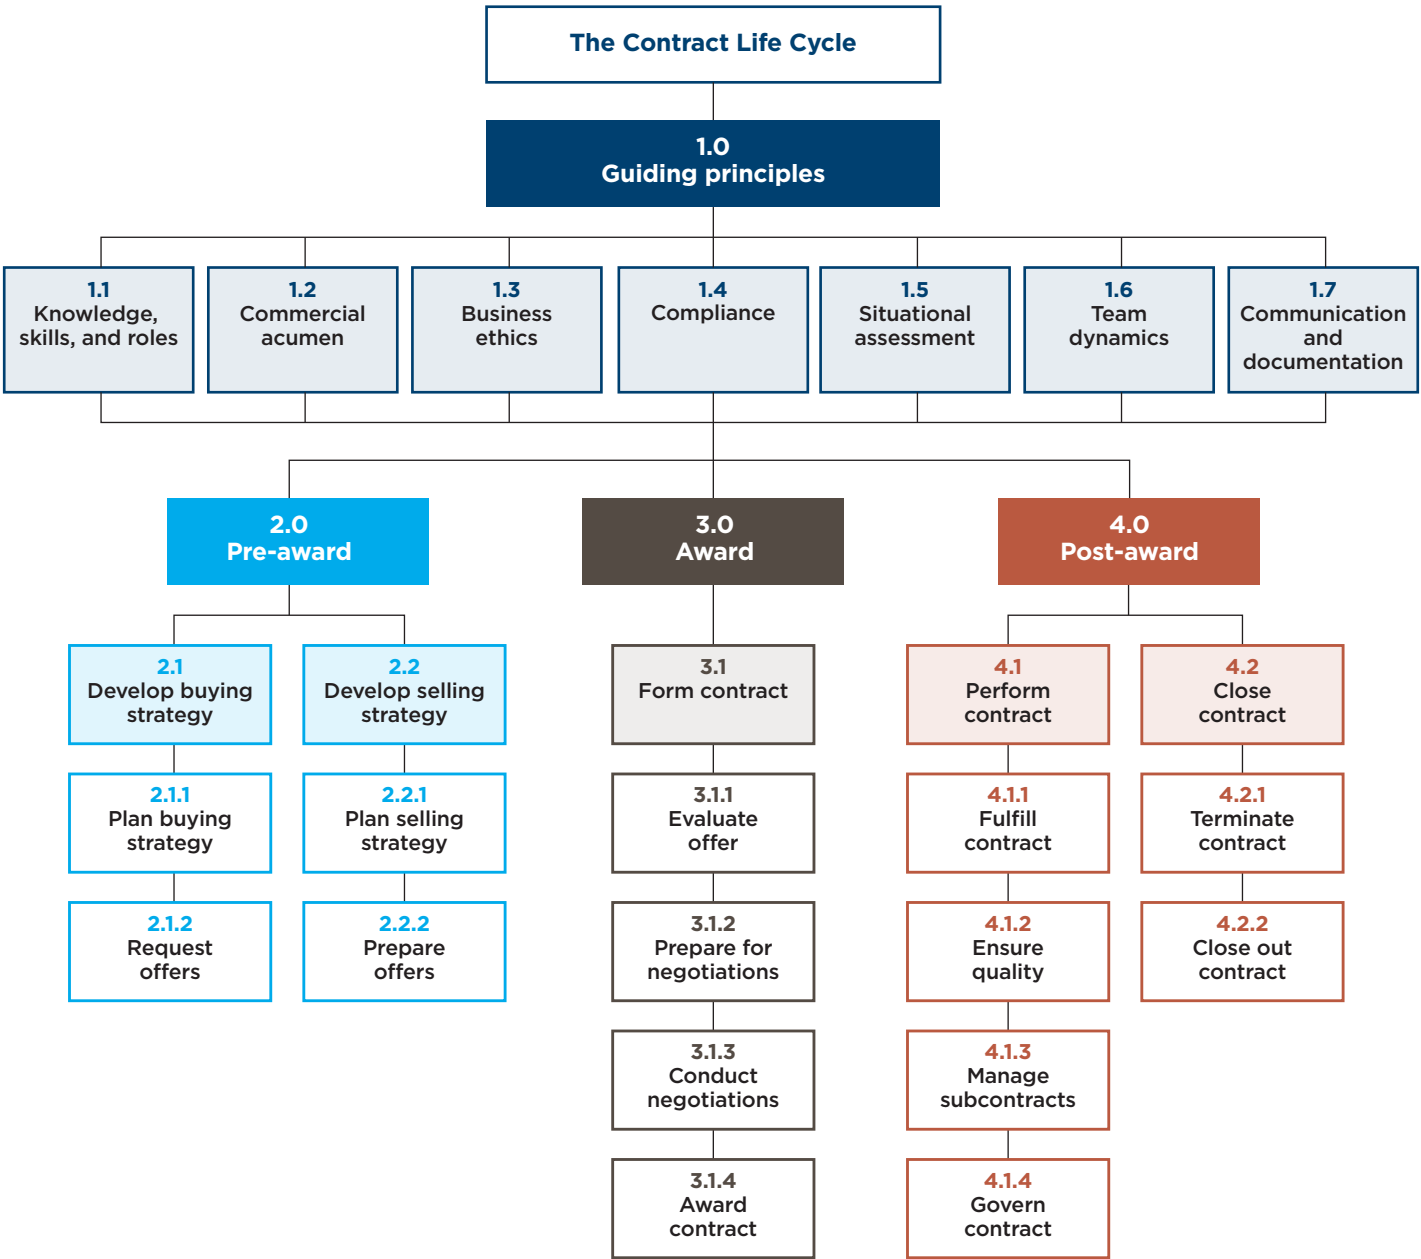 The Contract Life Cycle
1.0
Guiding principles
1.1
Knowledge,
skills, and roles
1.2
Commercial
acumen
1.3
Business
ethics
1.4
Compliance
1.5
Situational
assessment
1.6
Team
dynamics
1.7
Communication
and
documentation
2.0
Pre-award
3.0
Award
4.0
Post-award
2.1
Develop buying
strategy
2.2
Develop selling
strategy
3.1
Form contract
4.1
Perform
contract
4.2
Close
contract
2.1.1
Plan buying
strategy
2.2.1
Plan selling
strategy
3.1.1
Evaluate
offer
4.1.1
Fulfill
contract
4.2.1
Terminate
contract
2.1.2
Request
offers
2.2.2
Prepare
offers
3.1.2
Prepare for
negotiations
4.1.2
Ensure
quality
4.2.2
Close out
contract
3.1.3
Conduct
negotiations
4.1.3
Manage
subcontracts
3.1.4
Award
contract
4.1.4
Govern
contract